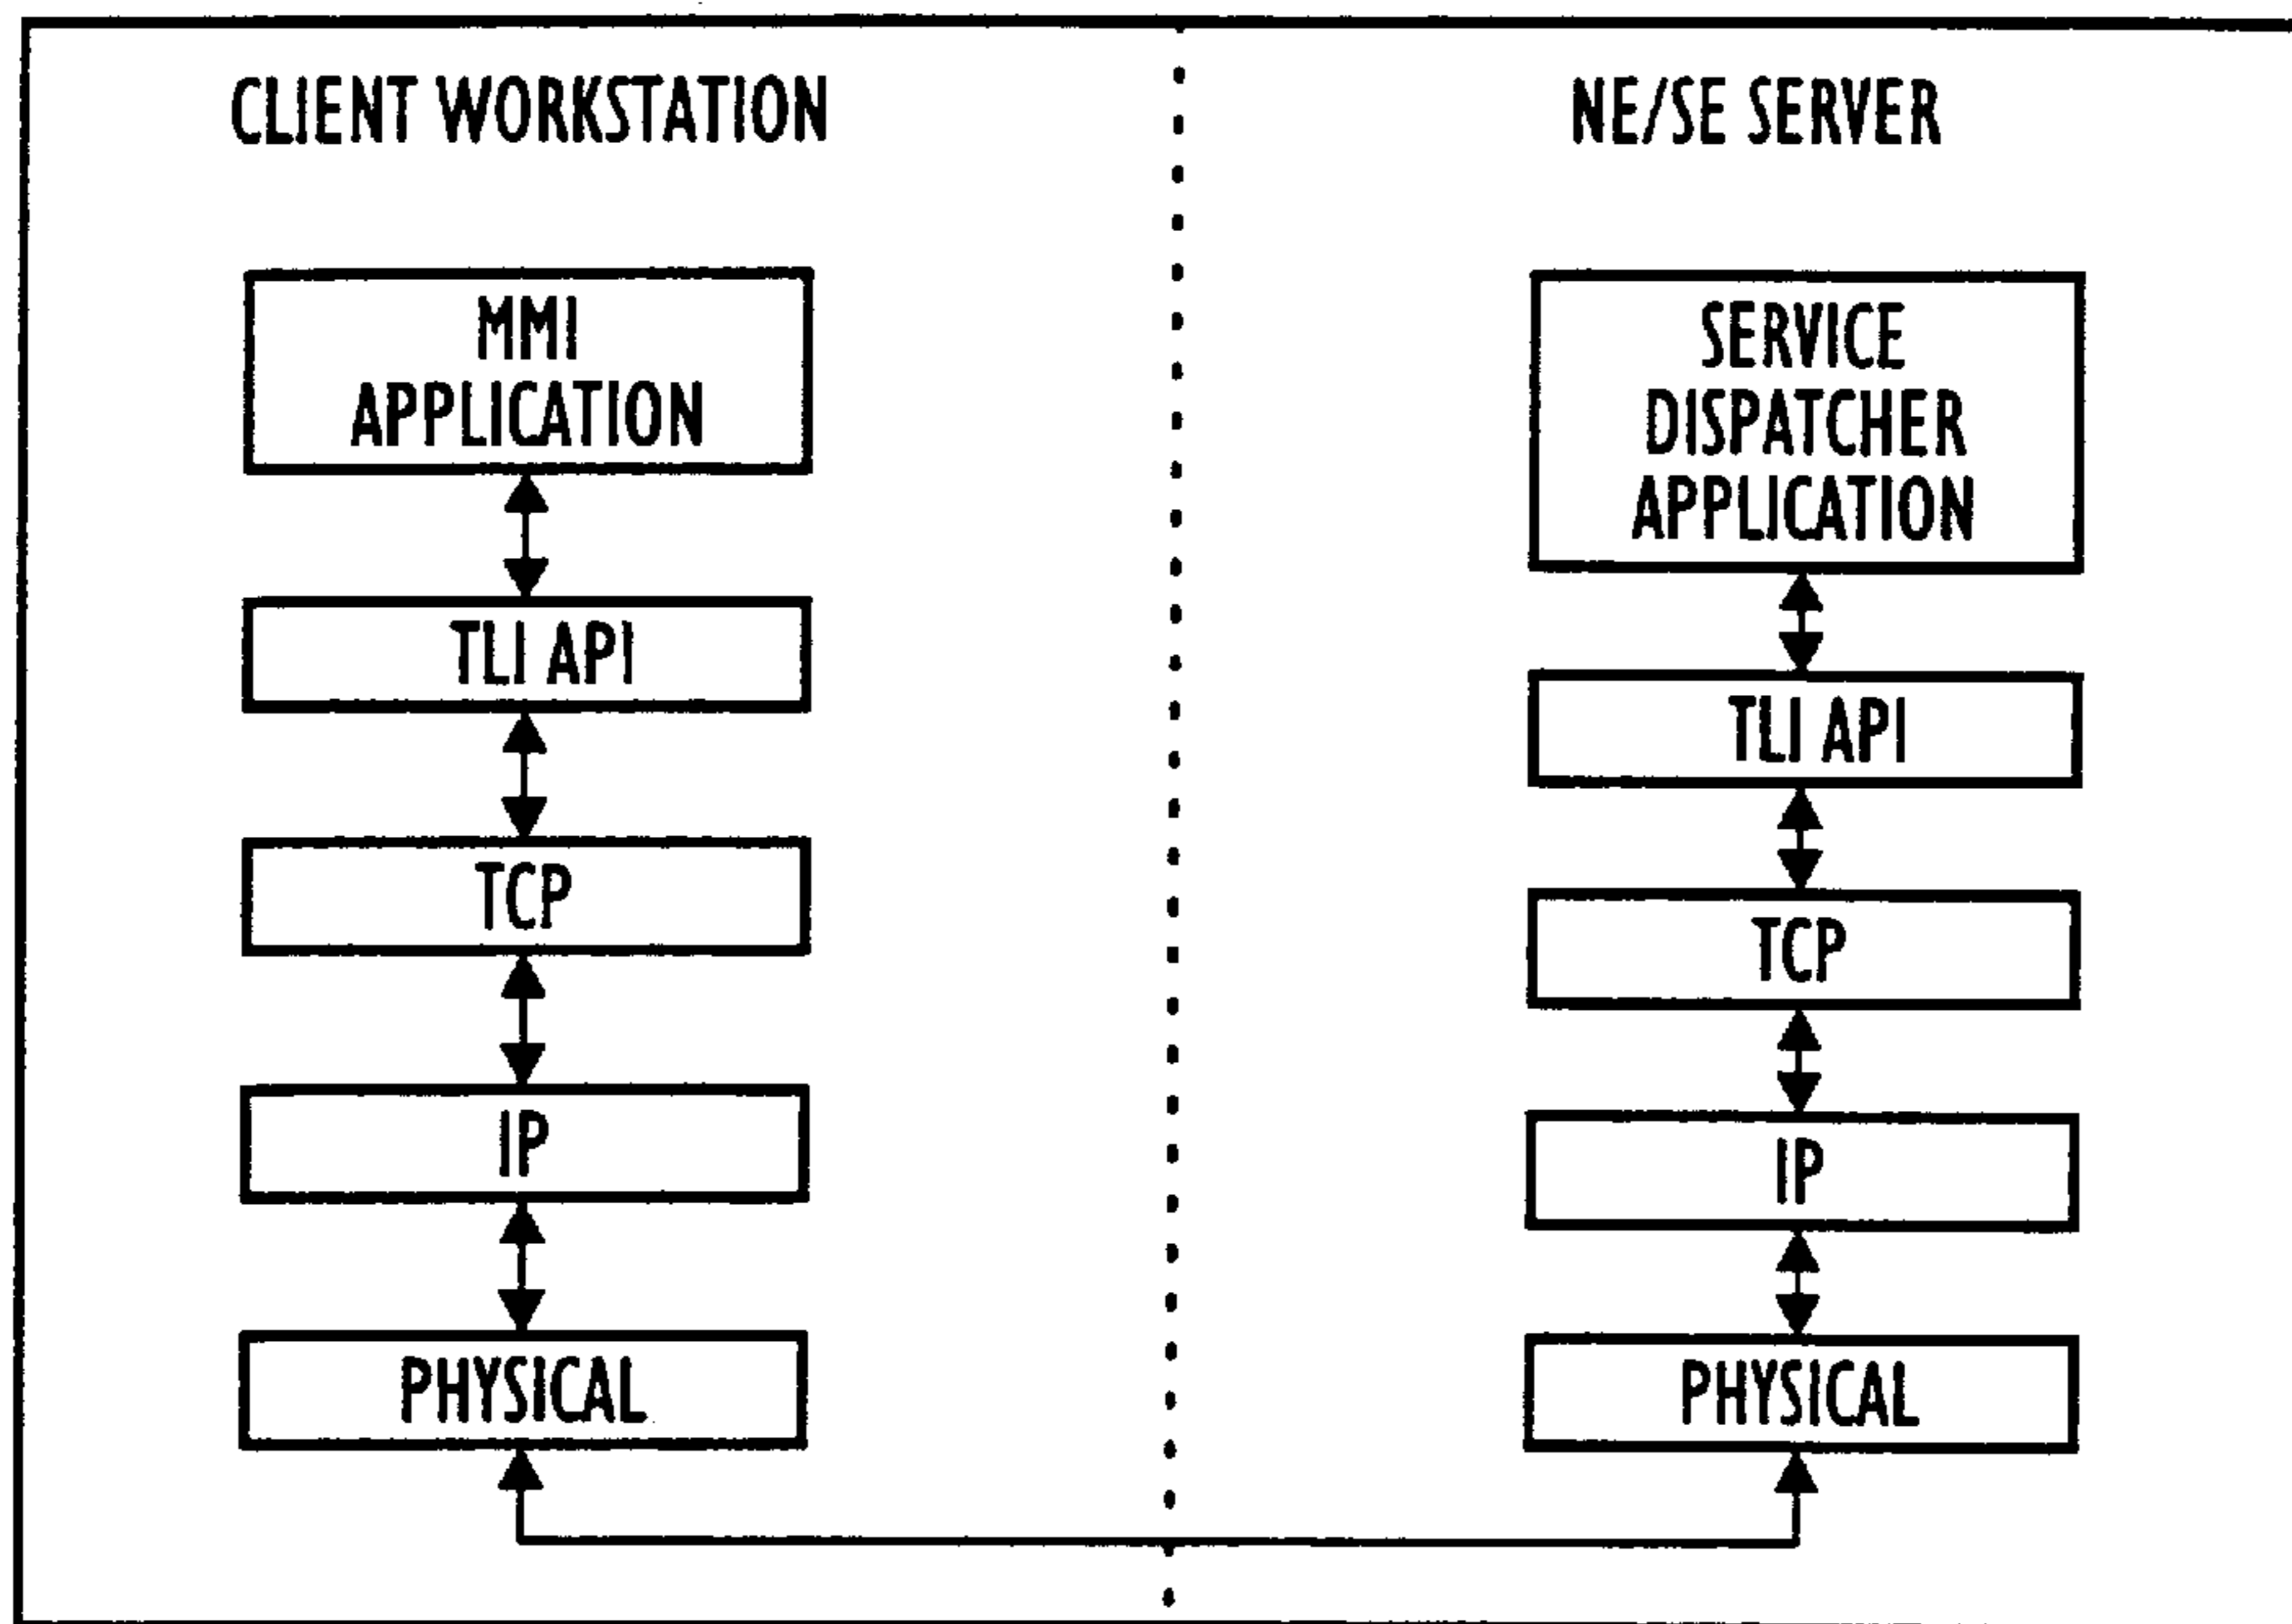 CLIENT WORKSTATION
MMI
APPLICATION
TLI API
TCP
IP
PHYSICAL
NE/SE SERVER
SERVICE
DISPATCHER
APPLICATION
TLI API
TCP
IP
PHYSICAL